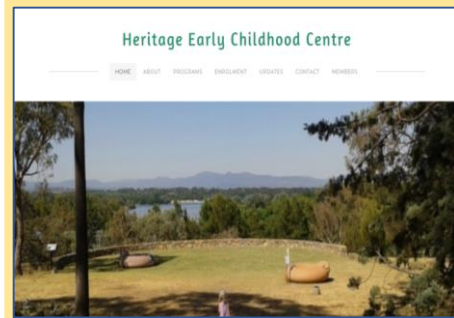 Heritage Early Childhood Centre
HOME ABOUT PROGRAMS ENROLMENT UPDATES CONTACT MEMBERS